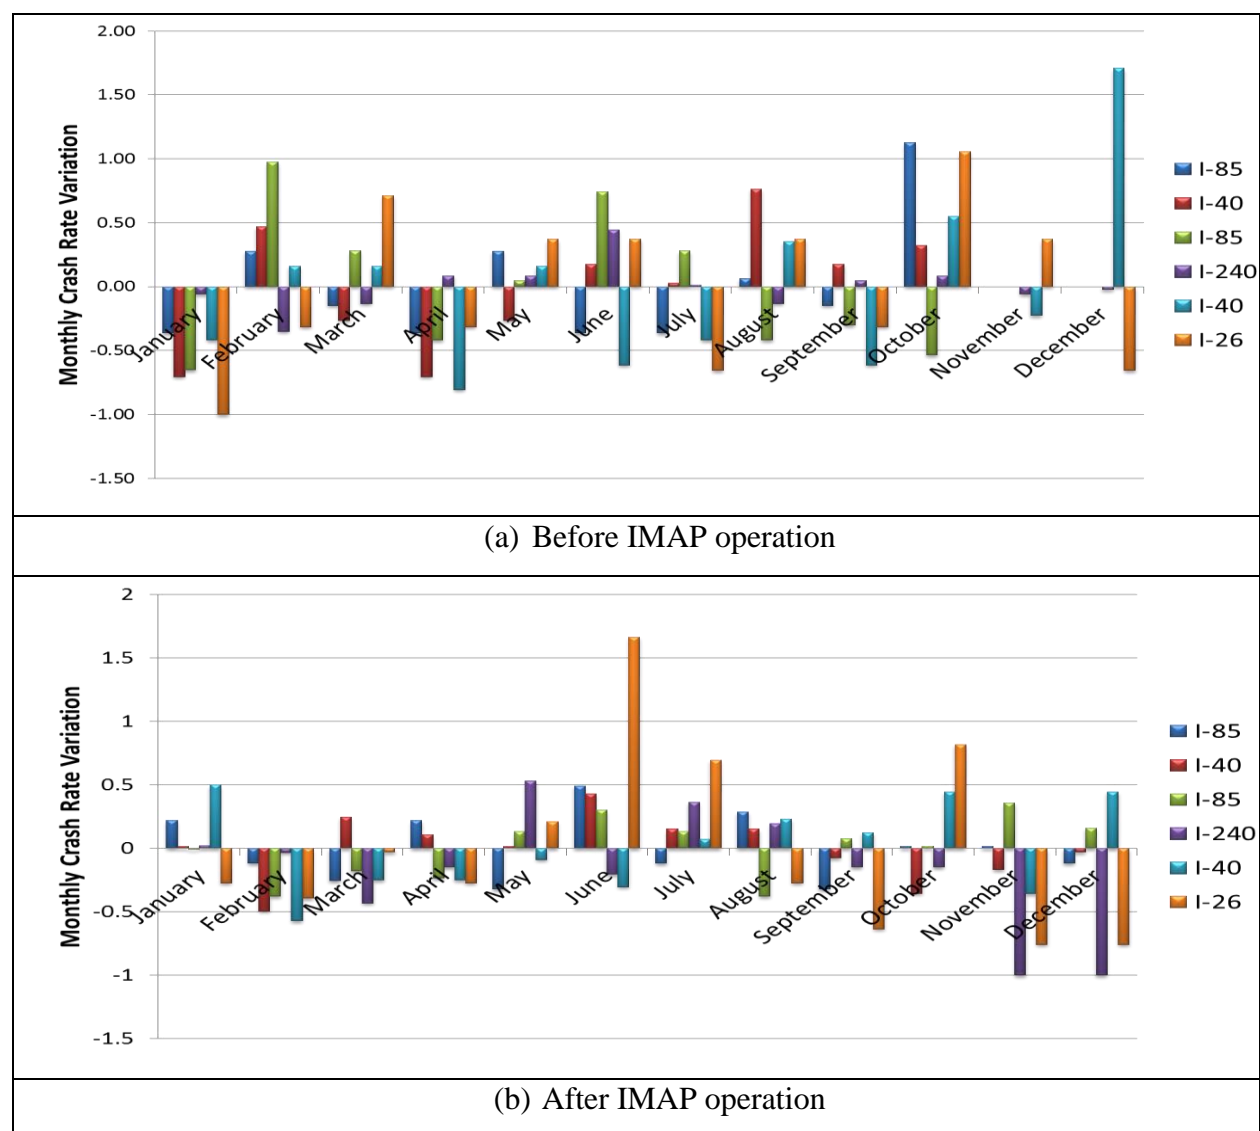 2.00
1.50
1.00
0.50
0.00
-0.50
-1.00
-1.50
Monthly Crash Rate Variation
January
February
March
April
May
June
July
August
September
October
November
December
I-85
I-40
I-85
I-240
I-40
I-26
(a) Before IMAP operation
2
1.5
1
0.5
0
-0.5
-1
-1.5
Monthly Crash Rate Variation
January
February
March
April
May
June
July
August
September
October
November
December
I-85
I-40
I-85
I-240
I-40
I-26
(b) After IMAP operation